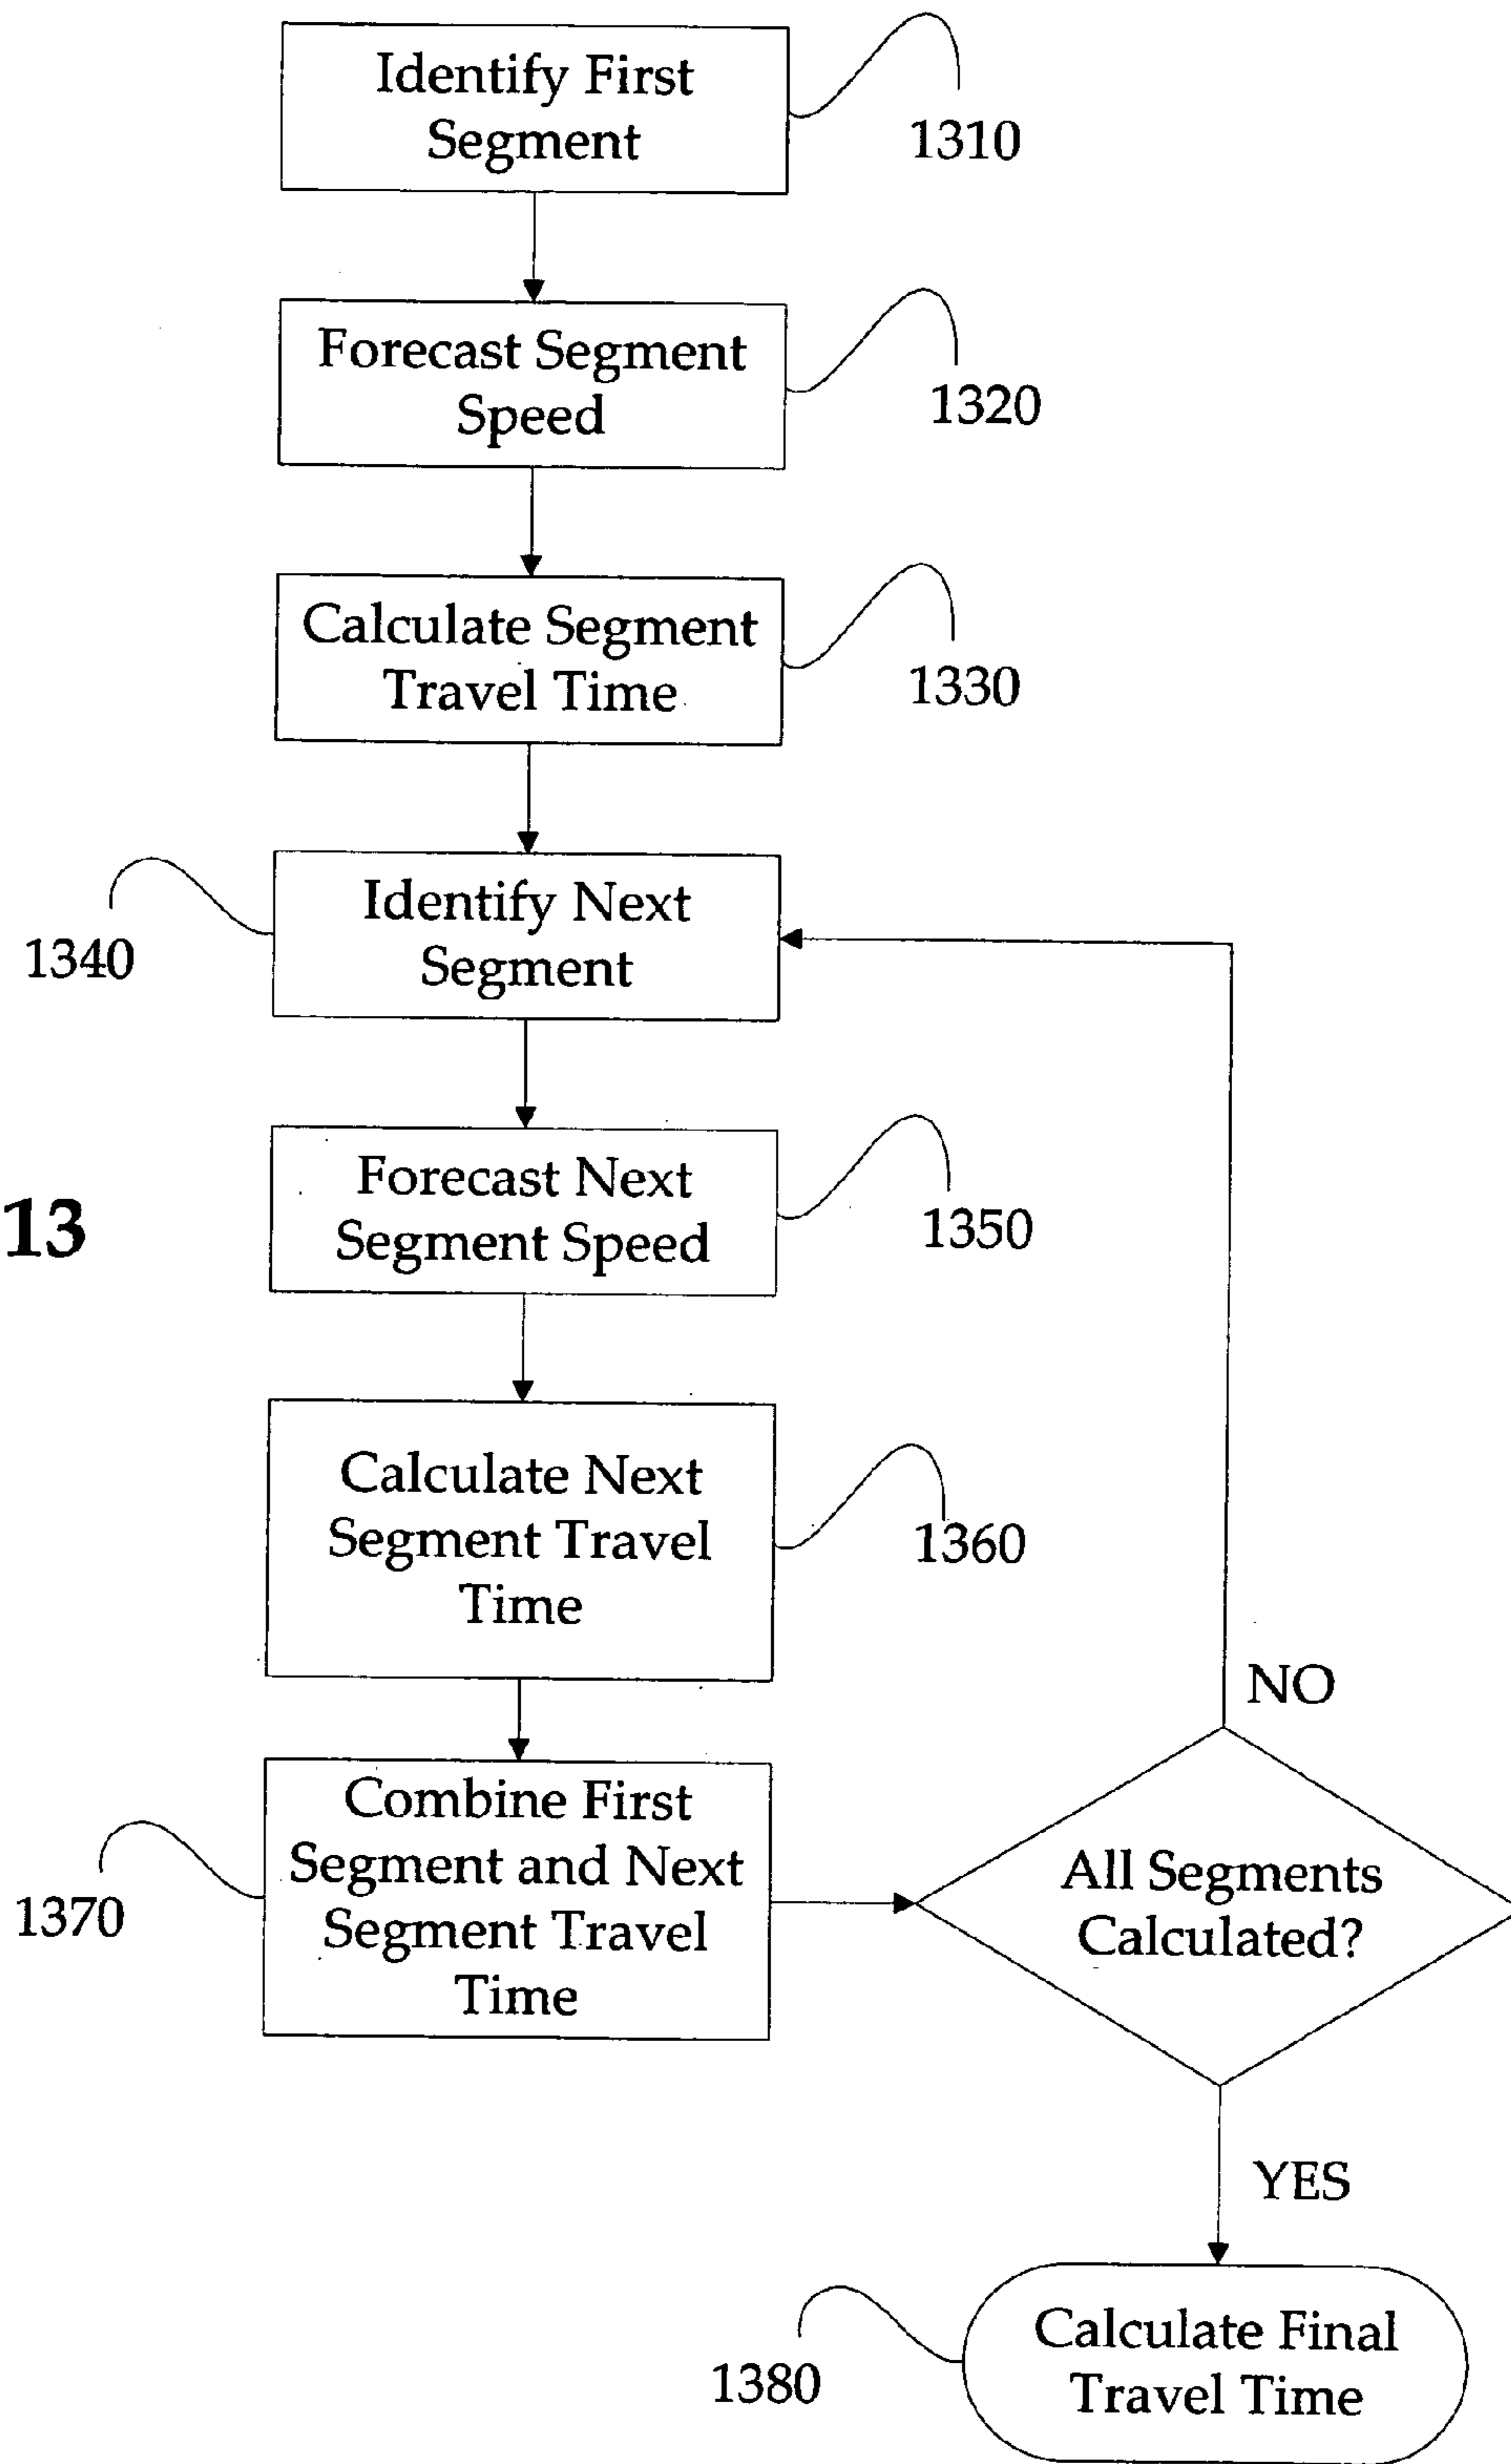 Identify First
Segment
1310
Forecast Segment
Speed
1320
Calculate Segment
Travel Time
1330
Identify Next
Segment
1340
13
Forecast Next
Segment Speed
1350
Calculate Next
Segment Travel
Time
1360
NO
Combine First
Segment and Next
Segment Travel
Time
1370
All Segments
Calculated?
YES
Calculate Final
Travel Time
1380